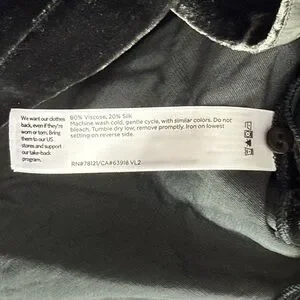 We want our clothes
back, even if they're
worn or torn. Bring
them to our US
stores and support
our take-back
program.
80% Viscose, 20% Silk
Machine wash cold, gentle cycle, with similar colors. Do not
bleach. Tumble dry low, remove promptly. Iron on lowest
setting on reverse side.
RN#78121/CA#63918 VL2